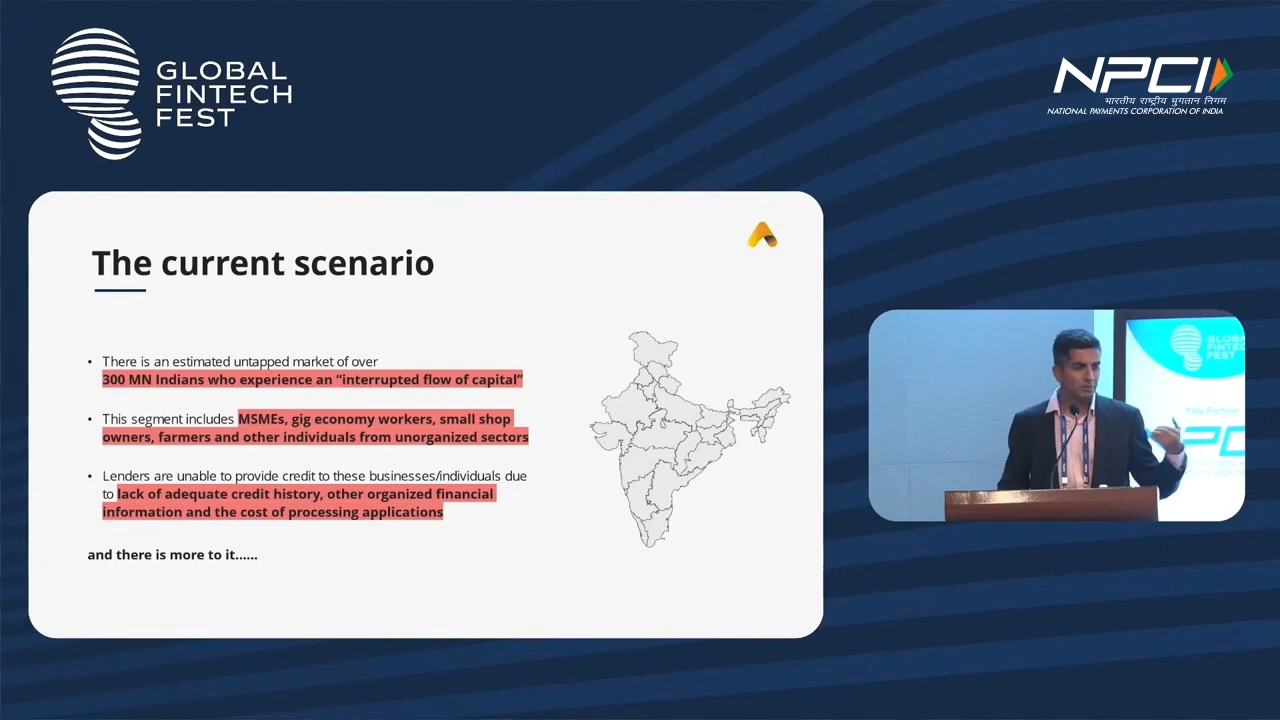 GLOBAL
FINTECH
FEST
NPCI
भारतीय राष्ट्रीय भुगतान निगम
NATIONAL PAYMENTS CORPORATION OF INDIA
The current scenario
• There is an estimated untapped market of over
300 MN Indians who experience an “interrupted flow of capital”
• This segment includes MSMEs, gig economy workers, small shop
owners, farmers and other individuals from unorganized sectors
• Lenders are unable to provide credit to these businesses/individuals due
to lack of adequate credit history, other organized financial
information and the cost of processing applications
and there is more to it......
GLOBAL
FINTECH
FEST
Title Partner